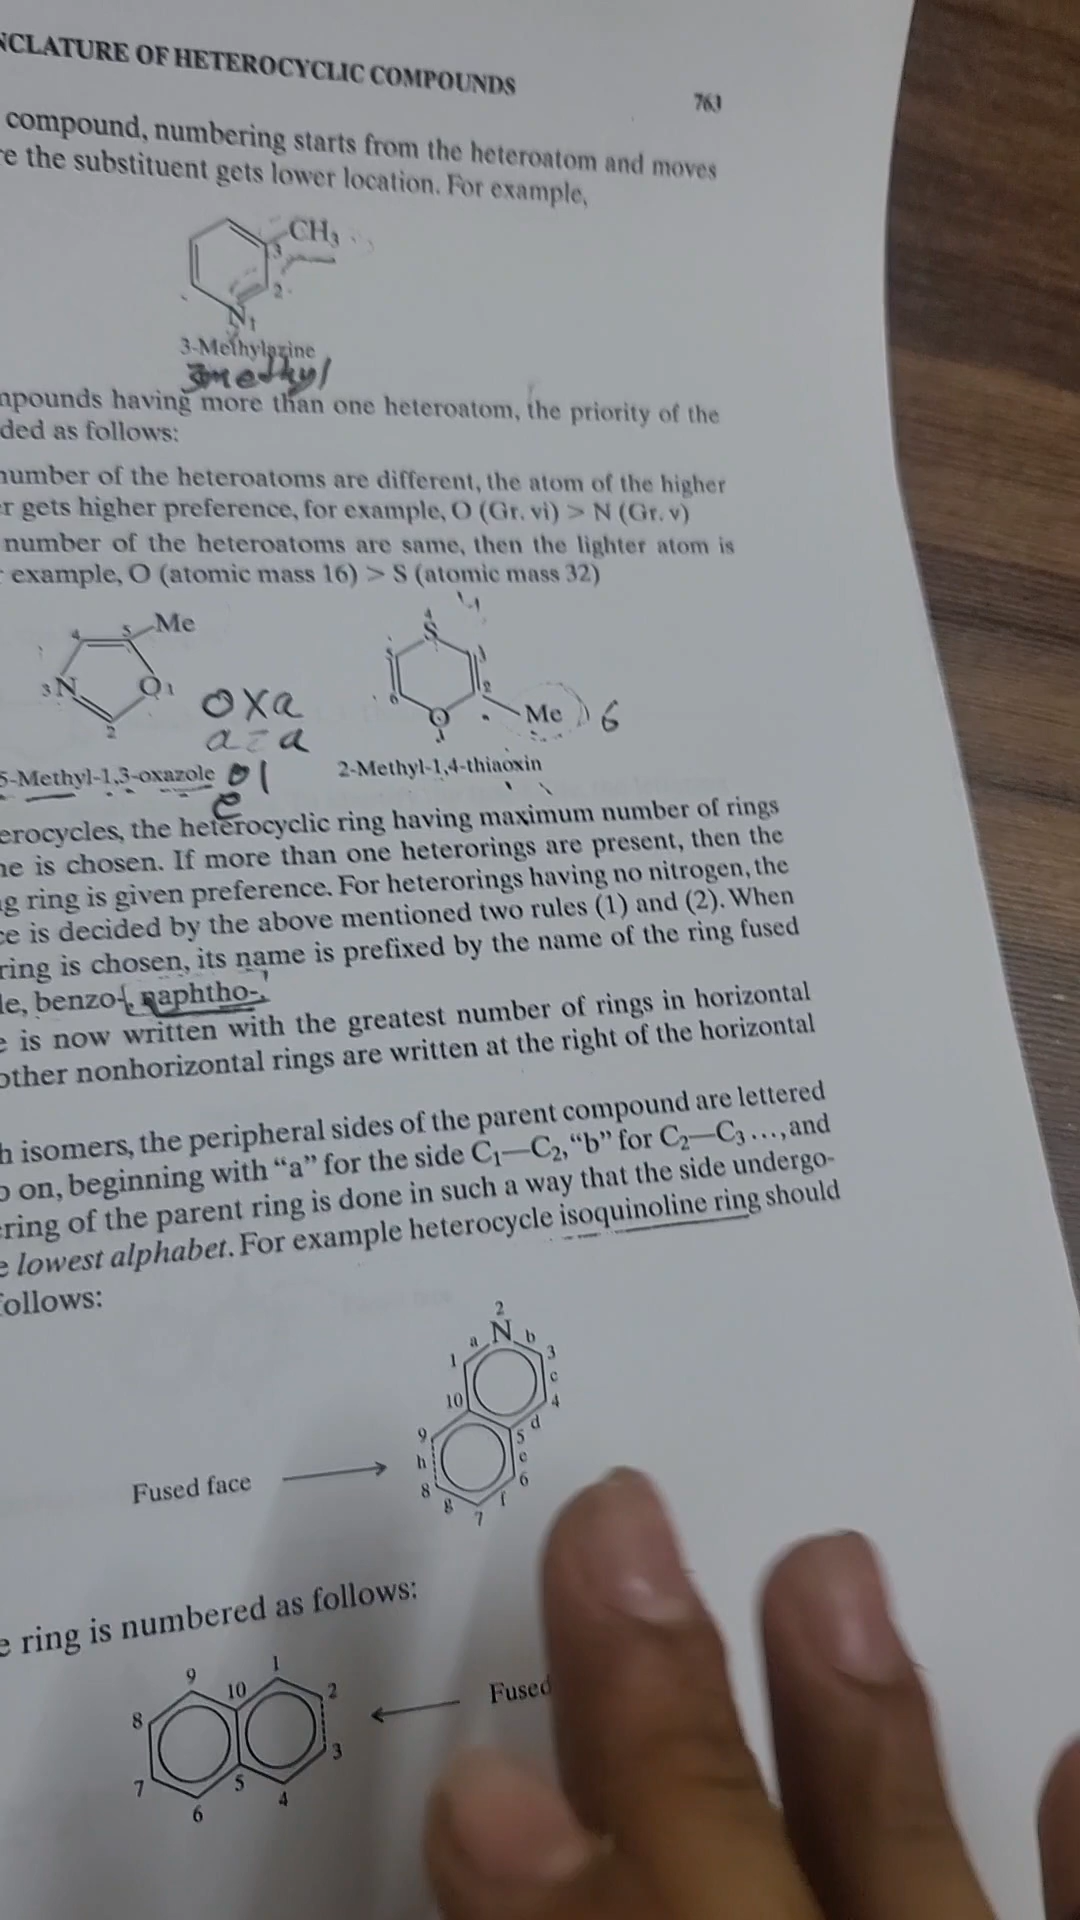 NCLATURE OF HETEROCYCLIC COMPOUNDS
763
compound, numbering starts from the heteroatom and moves
e the substituent gets lower location. For example,
CH3
3
2
N1
3-Methylazine
3methyl
mpounds having more than one heteroatom, the priority of the
ded as follows:
number of the heteroatoms are different, the atom of the higher
er gets higher preference, for example, O (Gr. vi) > N (Gr. v)
number of the heteroatoms are same, then the lighter atom is
example, O (atomic mass 16) > S (atomic mass 32)
4 5 Me
3 N O 1
2
oxa
aza
ol
e
4
S
5 3
6 2
O
1
Me
6
5-Methyl-1,3-oxazole
2-Methyl-1,4-thiaoxin
erocycles, the heterocyclic ring having maximum number of rings
ne is chosen. If more than one heterorings are present, then the
g ring is given preference. For heterorings having no nitrogen, the
ce is decided by the above mentioned two rules (1) and (2). When
ring is chosen, its name is prefixed by the name of the ring fused
le, benzo-, naphtho-,
e is now written with the greatest number of rings in horizontal
other nonhorizontal rings are written at the right of the horizontal
h isomers, the peripheral sides of the parent compound are lettered
o on, beginning with “a” for the side C1—C2, “b” for C2—C3 ..., and
ring of the parent ring is done in such a way that the side undergo-
e lowest alphabet. For example heterocycle isoquinoline ring should
follows:
2
a N b
1 3
c
10 4
d
9 5
h e
8 6
8 f
7
Fused face
e ring is numbered as follows:
9 10 1
8 2
7 5 3
6 4
Fused